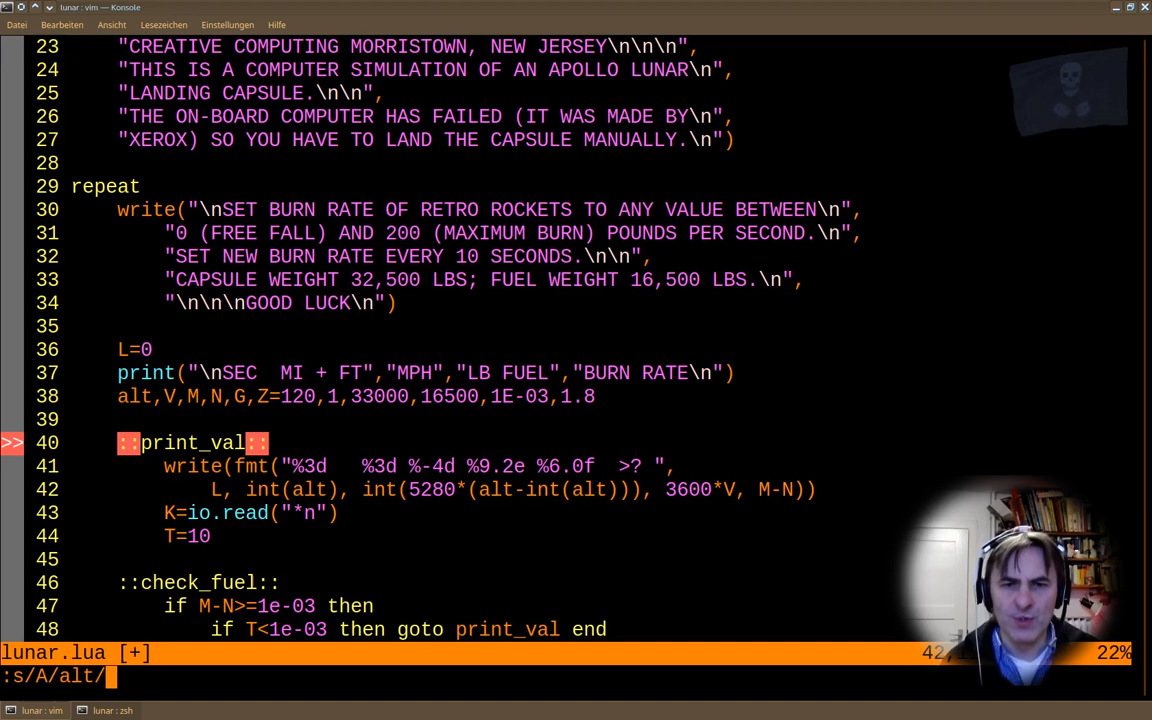 lunar : vim — Konsole
Datei Bearbeiten Ansicht Lesezeichen Einstellungen Hilfe
23 "CREATIVE COMPUTING MORRISTOWN, NEW JERSEY\n\n\n",
24 "THIS IS A COMPUTER SIMULATION OF AN APOLLO LUNAR\n",
25 "LANDING CAPSULE.\n\n",
26 "THE ON-BOARD COMPUTER HAS FAILED (IT WAS MADE BY\n",
27 "XEROX) SO YOU HAVE TO LAND THE CAPSULE MANUALLY.\n")
28
29 repeat
30 write("\nSET BURN RATE OF RETRO ROCKETS TO ANY VALUE BETWEEN\n",
31 "0 (FREE FALL) AND 200 (MAXIMUM BURN) POUNDS PER SECOND.\n",
32 "SET NEW BURN RATE EVERY 10 SECONDS.\n\n",
33 "CAPSULE WEIGHT 32,500 LBS; FUEL WEIGHT 16,500 LBS.\n",
34 "\n\n\nGOOD LUCK\n")
35
36 L=0
37 print("\nSEC  MI + FT","MPH","LB FUEL","BURN RATE\n")
38 alt,V,M,N,G,Z=120,1,33000,16500,1E-03,1.8
39
>> 40 ::print_val::
41 write(fmt("%3d   %3d %-4d %9.2e %6.0f  >? ",
42 L, int(alt), int(5280*(alt-int(alt))), 3600*V, M-N))
43 K=io.read("*n")
44 T=10
45
46 ::check_fuel::
47 if M-N>=1e-03 then
48 if T<1e-03 then goto print_val end
lunar.lua [+] 42, 22%
:s/A/alt/
lunar : vim lunar : zsh